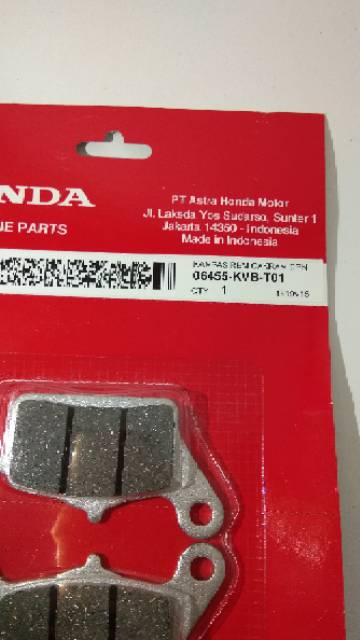 NDA
NE PARTS
PT Astra Honda Motor
Jl. Laksda Yos Sudarso, Sunter 1
Jakarta 14350 - Indonesia
Made in Indonesia
06455-KVB-T01
QTY 1